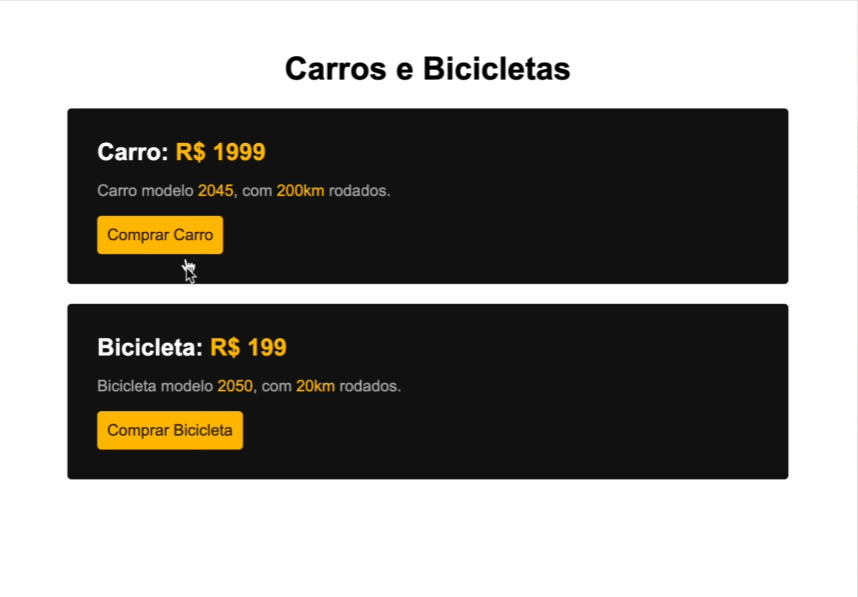 Carros e Bicicletas
Carro: R$ 1999
Carro modelo 2045, com 200km rodados.
Comprar Carro
Bicicleta: R$ 199
Bicicleta modelo 2050, com 20km rodados.
Comprar Bicicleta